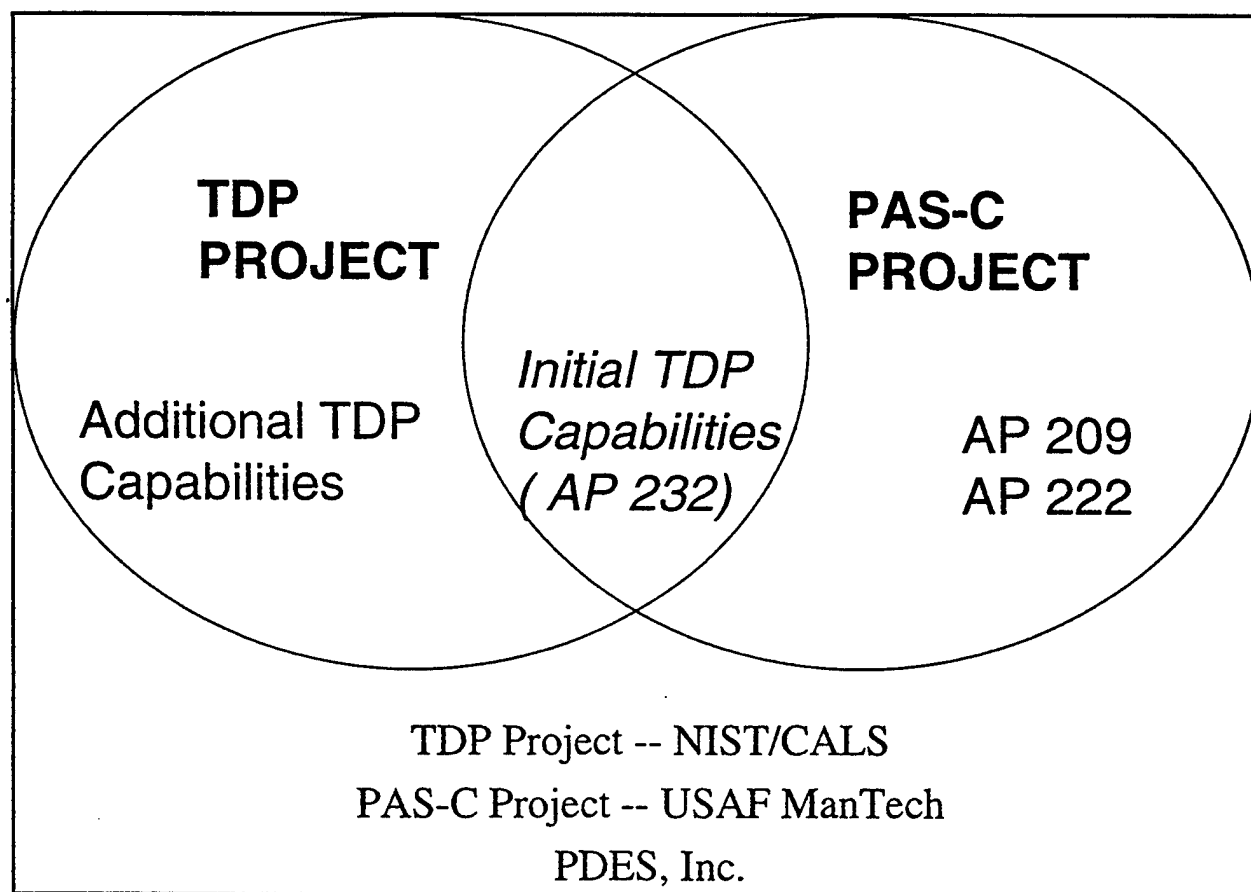 TDP
PROJECT
Additional TDP
Capabilities
Initial TDP
Capabilities
( AP 232)
PAS-C
PROJECT
AP 209
AP 222
TDP Project -- NIST/CALS
PAS-C Project -- USAF ManTech
PDES, Inc.